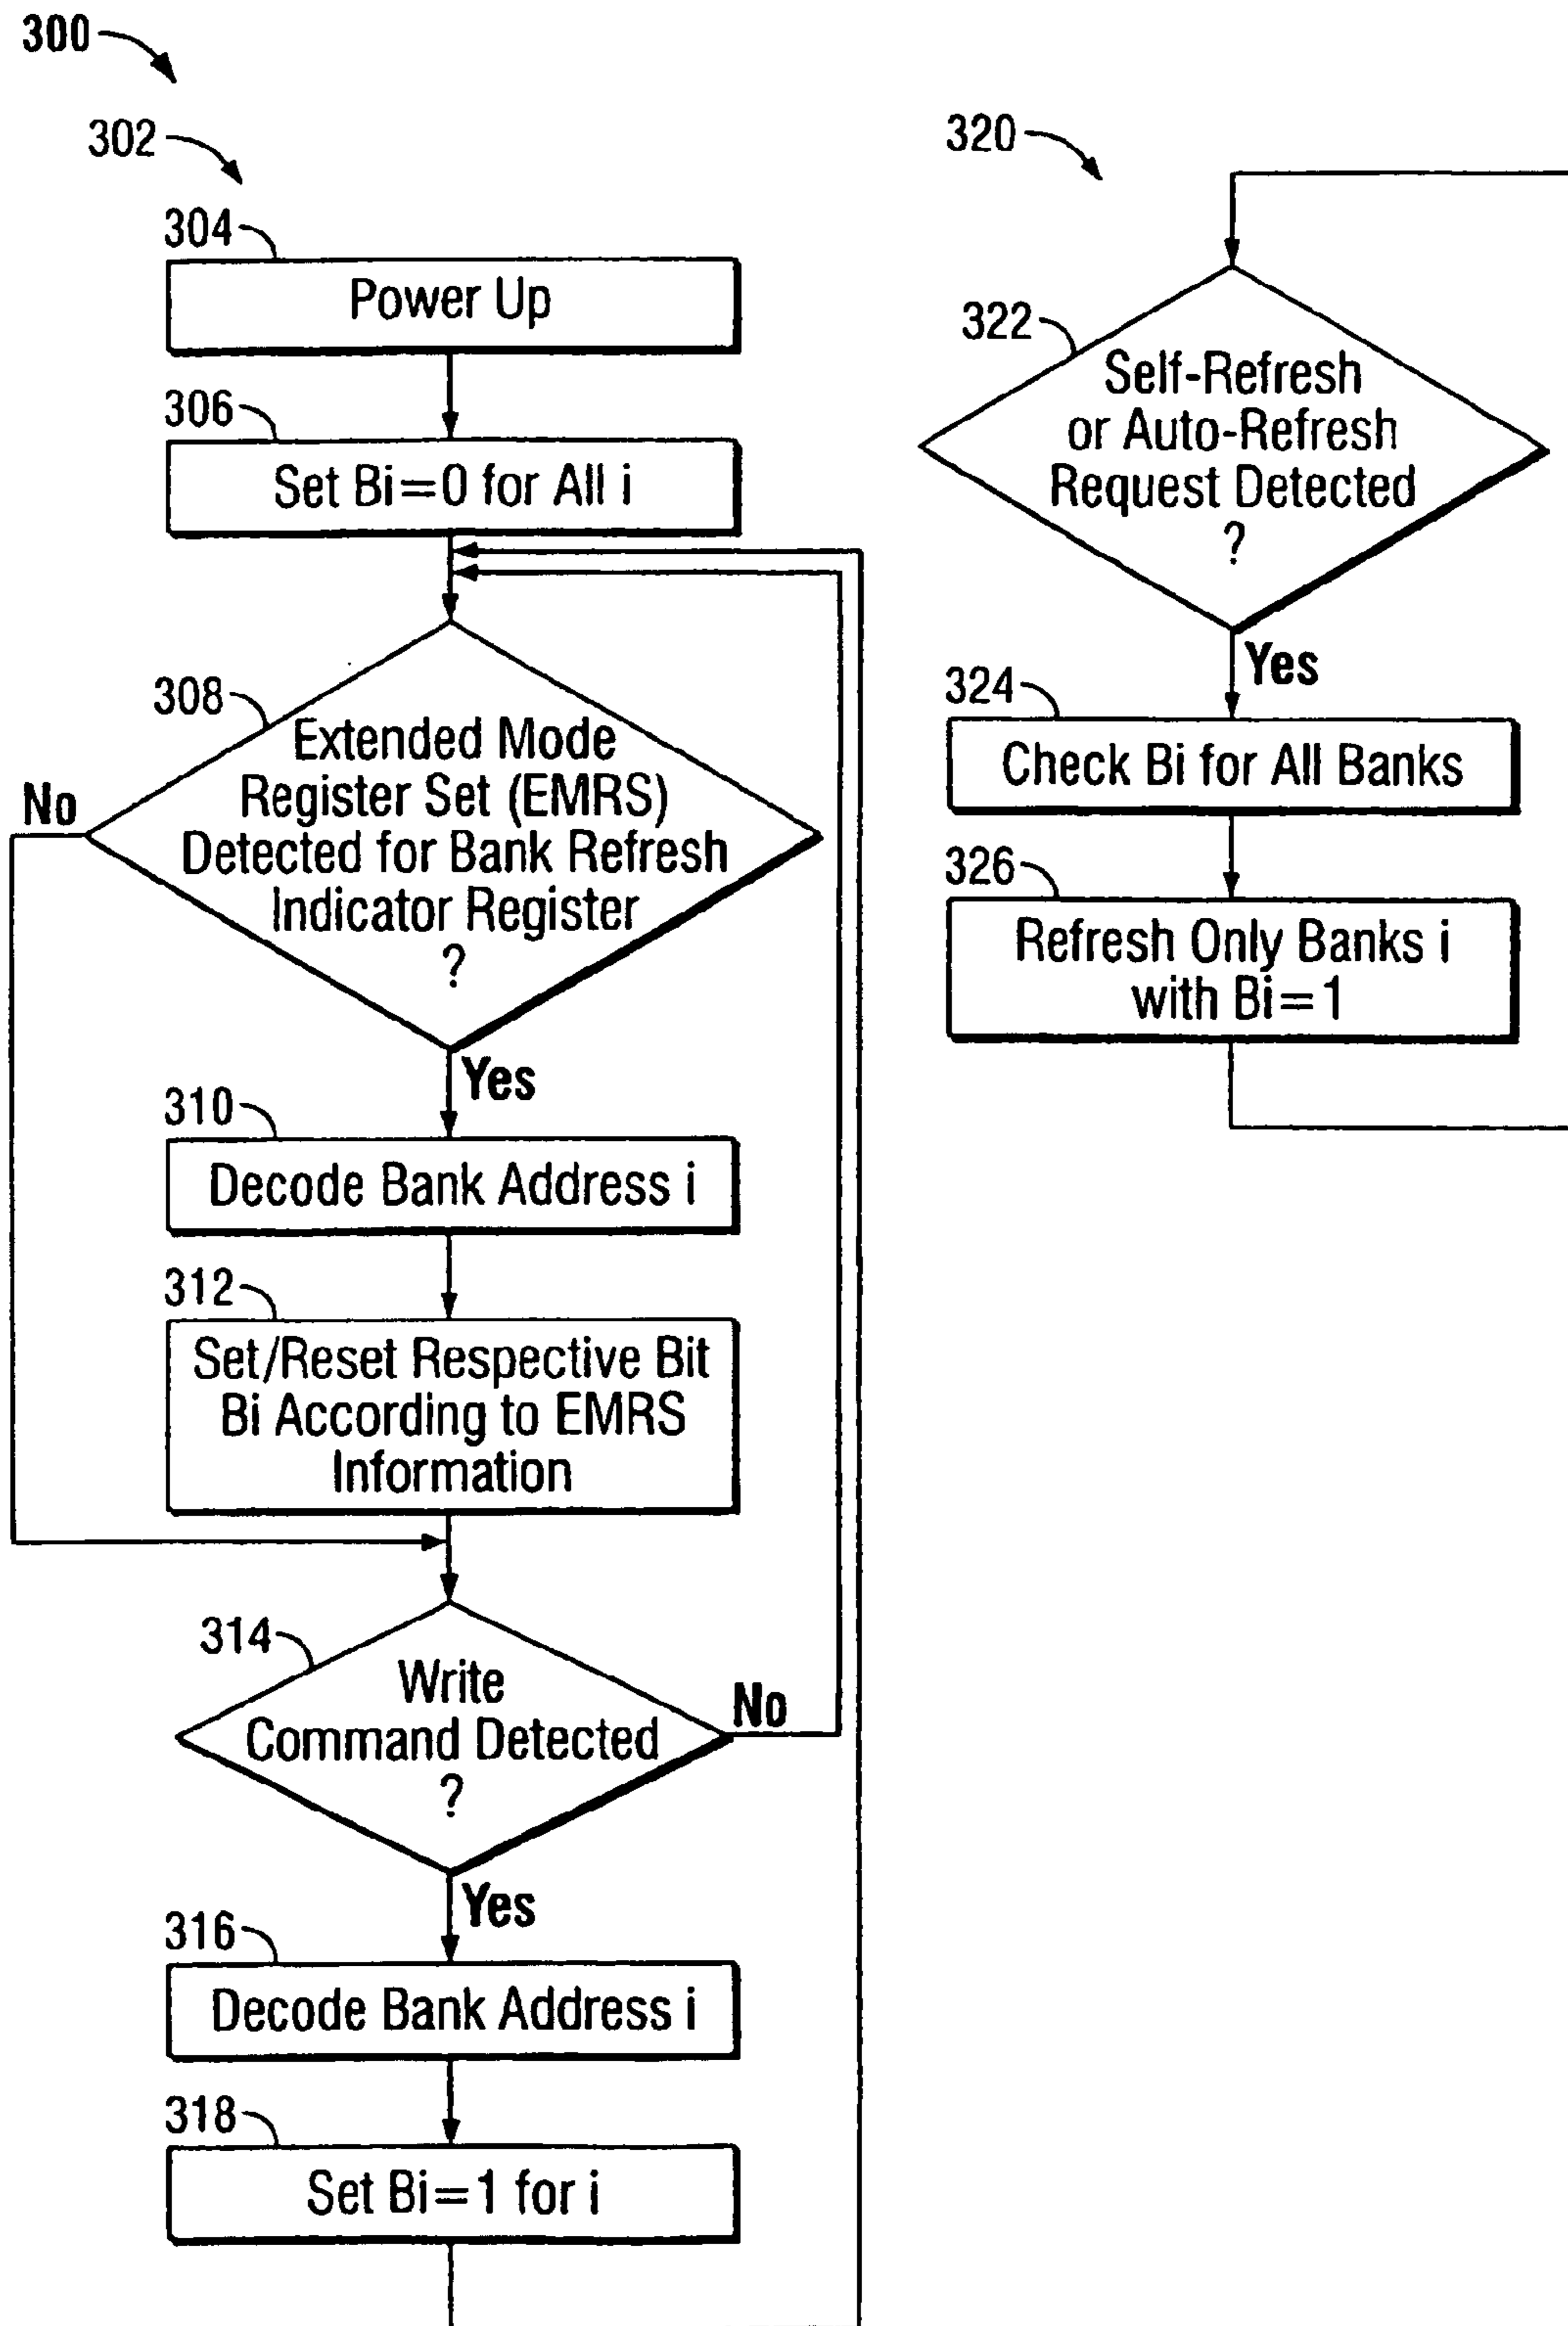 300
302
304
Power Up
306
Set Bi=0 for All i
308
Extended Mode
Register Set (EMRS)
Detected for Bank Refresh
Indicator Register
?
No
Yes
310
Decode Bank Address i
312
Set/Reset Respective Bit
Bi According to EMRS
Information
314
Write
Command Detected
?
No
Yes
316
Decode Bank Address i
318
Set Bi=1 for i
320
322
Self-Refresh
or Auto-Refresh
Request Detected
?
Yes
324
Check Bi for All Banks
326
Refresh Only Banks i
with Bi=1